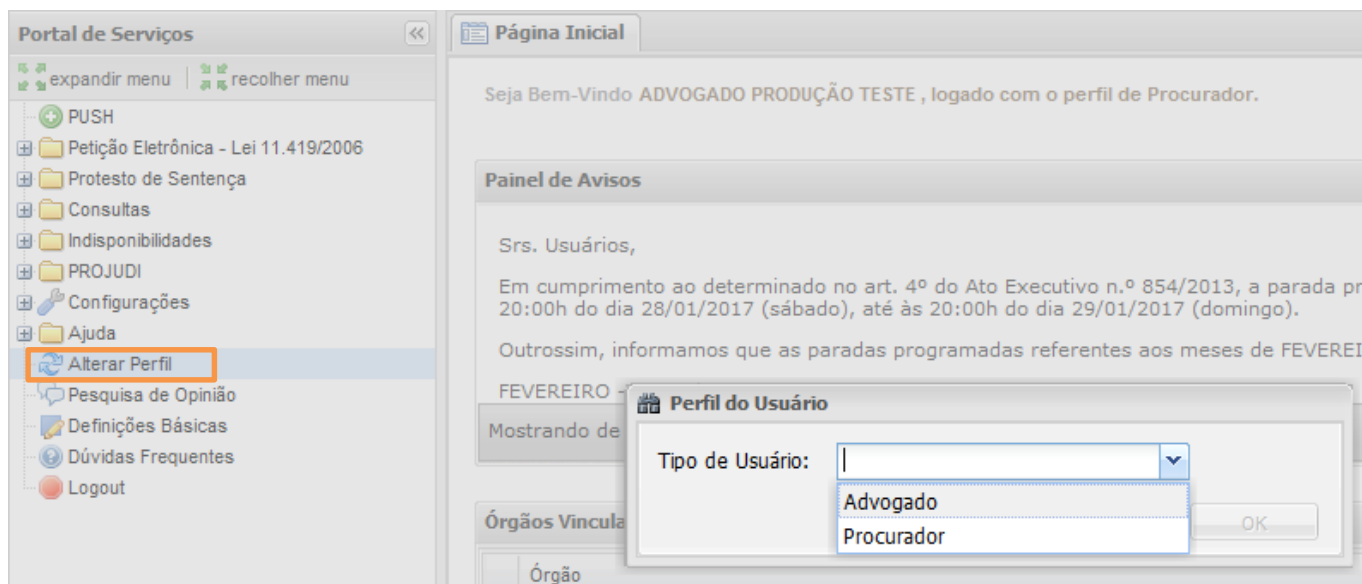 Portal de Serviços
expandir menu | recolher menu
PUSH
Petição Eletrônica - Lei 11.419/2006
Protesto de Sentença
Consultas
Indisponibilidades
PROJUDI
Configurações
Ajuda
Alterar Perfil
Pesquisa de Opinião
Definições Básicas
Dúvidas Frequentes
Logout
Página Inicial
Seja Bem-Vindo ADVOGADO PRODUÇÃO TESTE , logado com o perfil de Procurador.
Painel de Avisos
Srs. Usuários,
Em cumprimento ao determinado no art. 4º do Ato Executivo n.º 854/2013, a parada pr
20:00h do dia 28/01/2017 (sábado), até às 20:00h do dia 29/01/2017 (domingo).
Outrossim, informamos que as paradas programadas referentes aos meses de FEVEREI
FEVEREIRO -
Mostrando de
Perfil do Usuário
Tipo de Usuário:
Advogado
Procurador
OK
Órgãos Vincula
Órgão